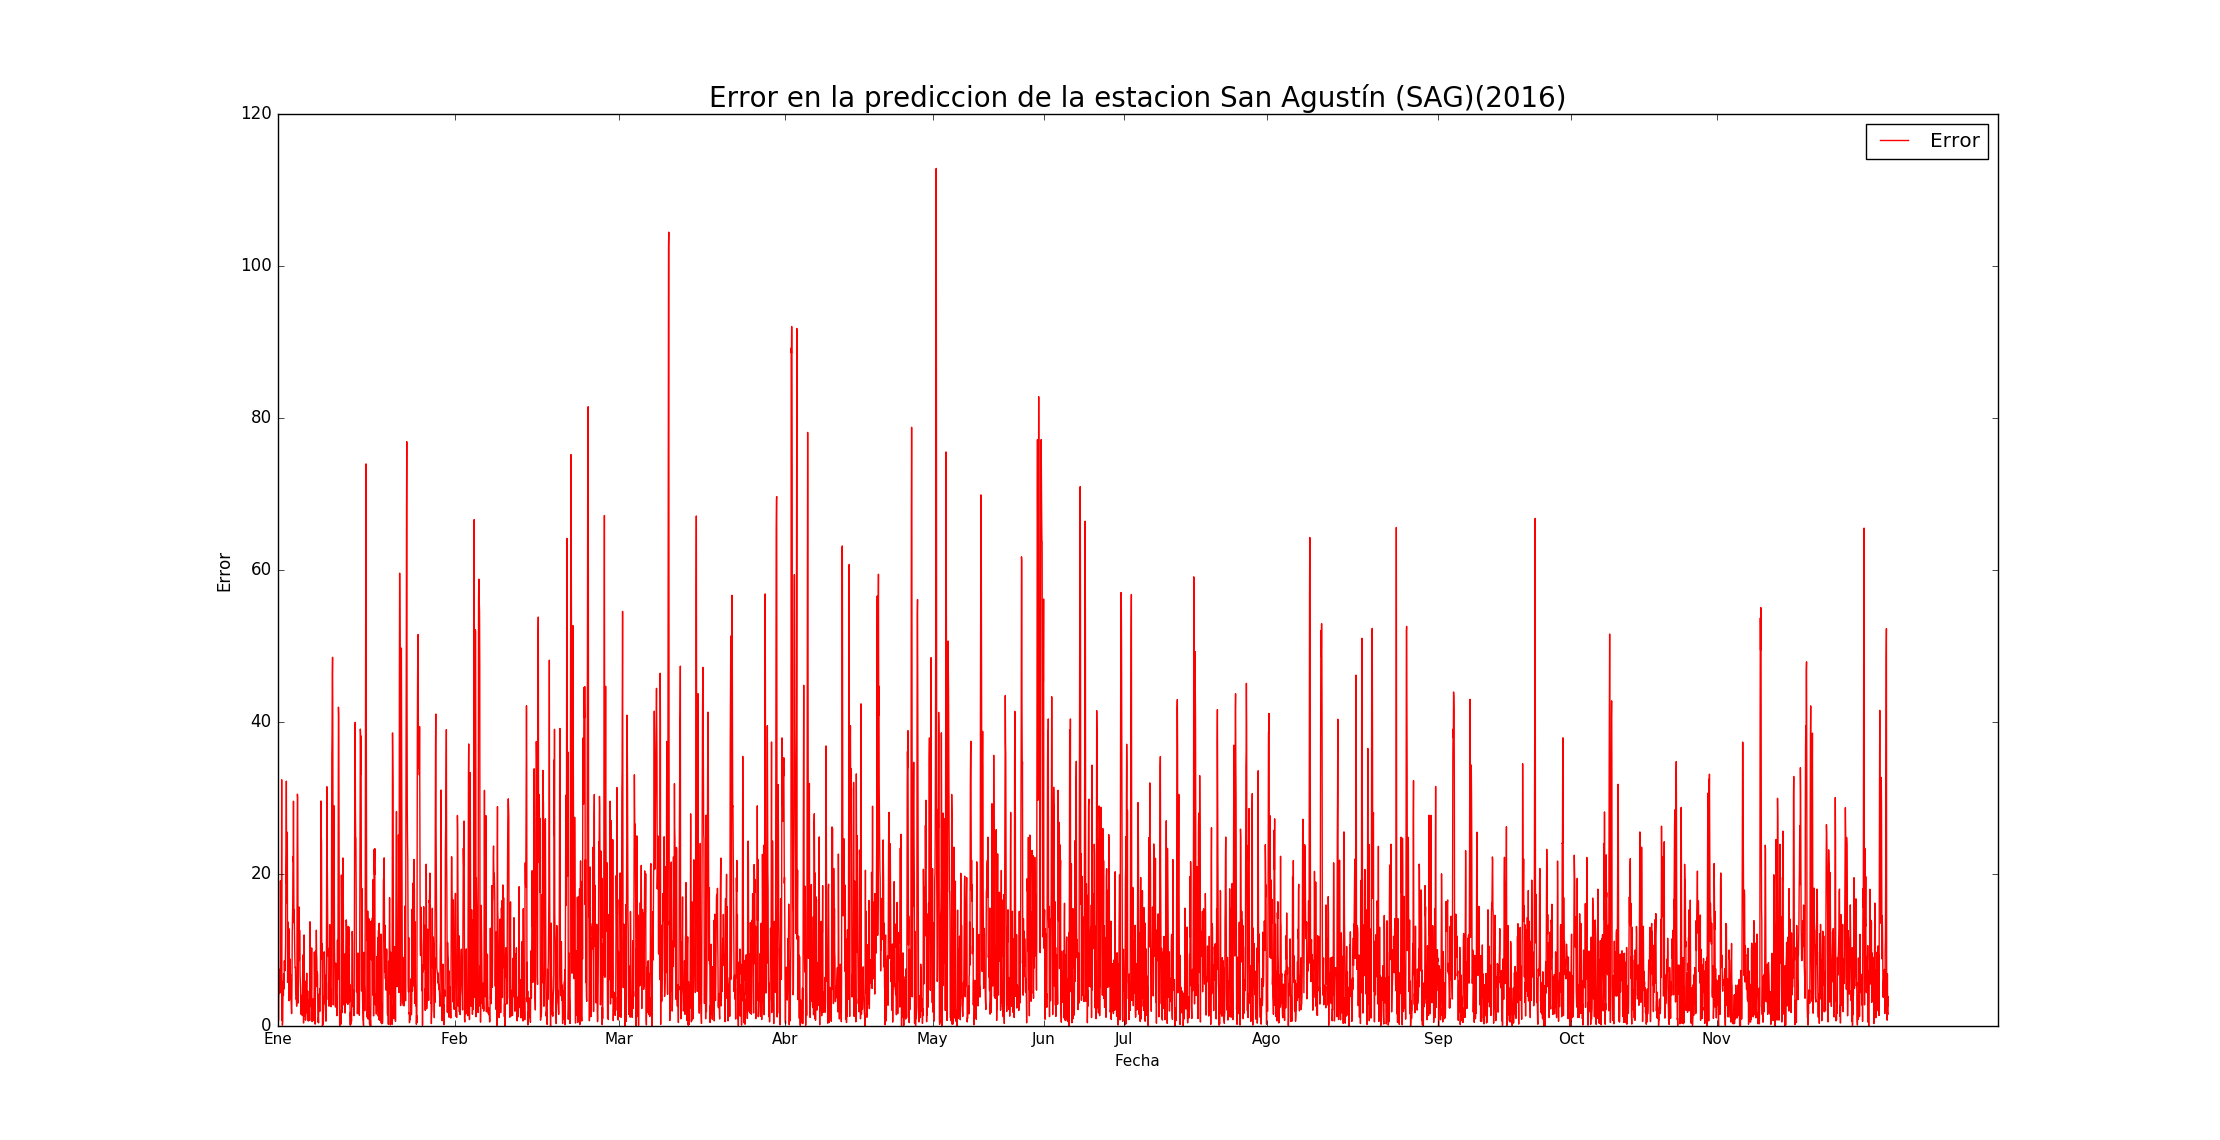 Error en la prediccion de la estacion San Agustín (SAG)(2016)
120
100
80
60
40
20
0
Error
Error
Ene Feb Mar Abr May Jun Jul Ago Sep Oct Nov
Fecha